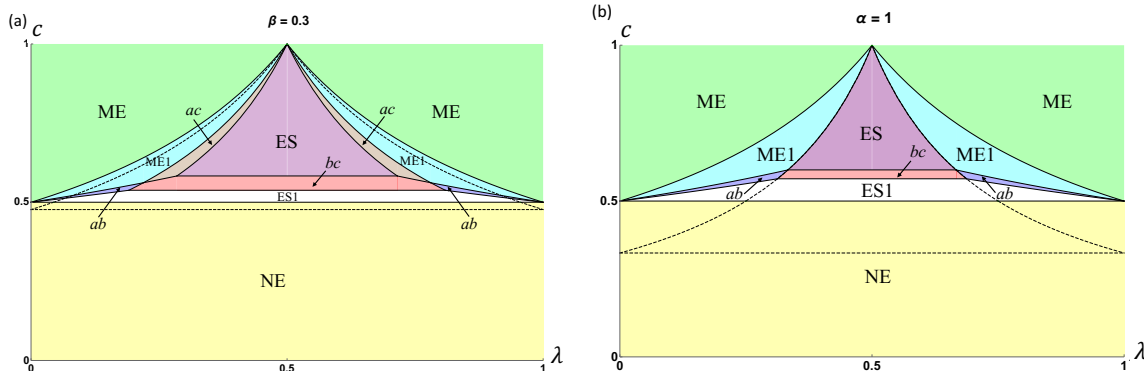 (a)
β = 0.3
c
1
ME
ME
ac
ac
ME1
ES
ME1
bc
0.5
ab
ES1
ab
NE
0
0
0.5
1
λ
(b)
α = 1
c
1
ME
ME
ES
ME1
bc
ME1
ab
ab
0.5
ES1
NE
0
0
0.5
1
λ